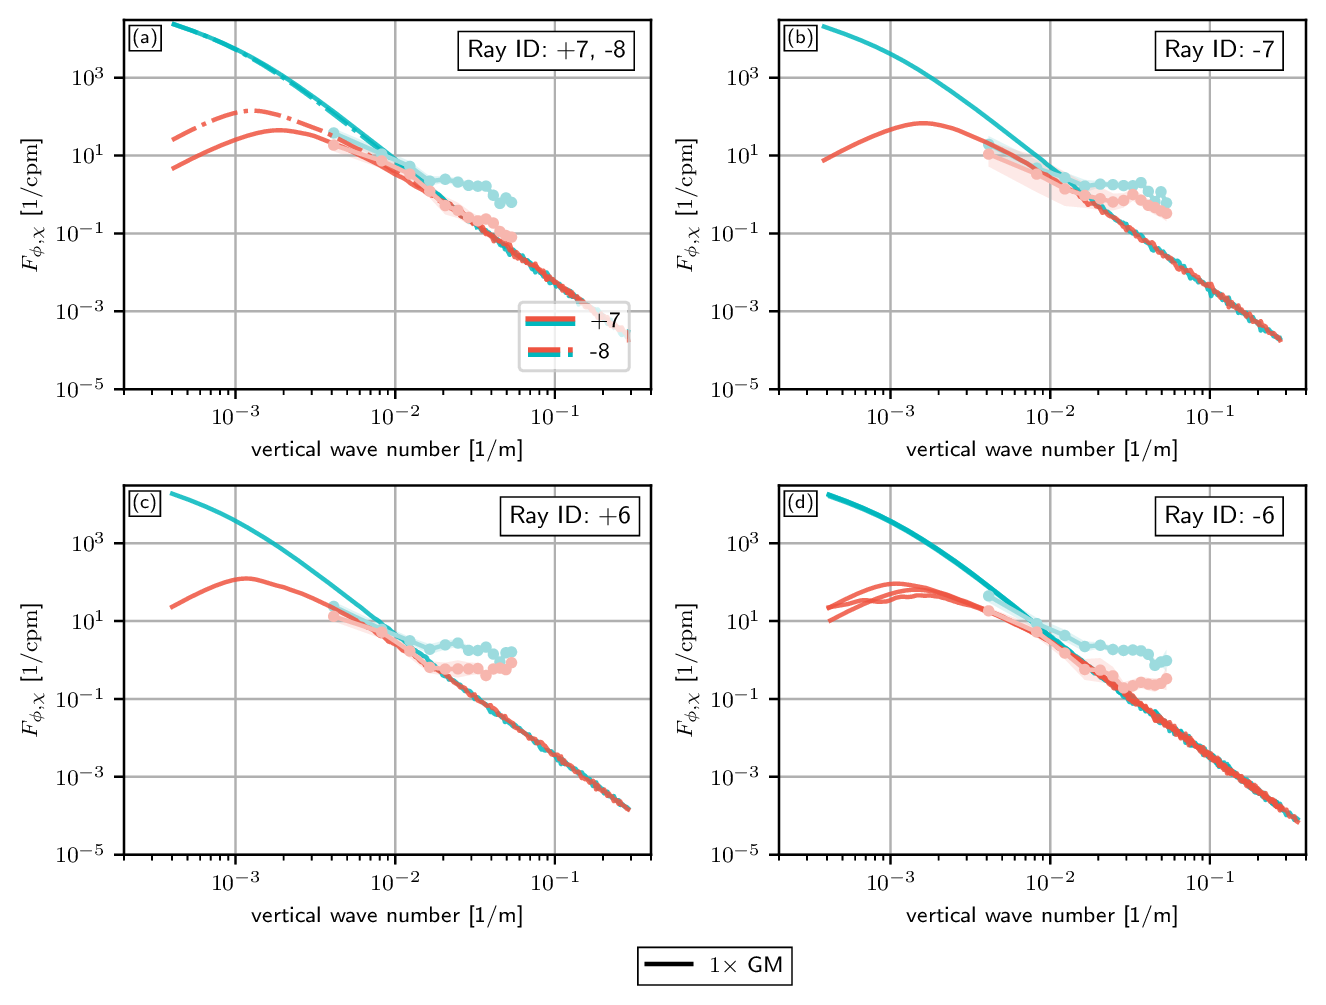 (a)
Ray ID: +7, -8
F_{ϕ,χ} [1/cpm]
10^3
10^1
10^{-1}
10^{-3}
10^{-5}
+7
-8
10^{-3} 10^{-2} 10^{-1}
vertical wave number [1/m]
(b)
Ray ID: -7
F_{ϕ,χ} [1/cpm]
10^3
10^1
10^{-1}
10^{-3}
10^{-5}
10^{-3} 10^{-2} 10^{-1}
vertical wave number [1/m]
(c)
Ray ID: +6
F_{ϕ,χ} [1/cpm]
10^3
10^1
10^{-1}
10^{-3}
10^{-5}
10^{-3} 10^{-2} 10^{-1}
vertical wave number [1/m]
(d)
Ray ID: -6
F_{ϕ,χ} [1/cpm]
10^3
10^1
10^{-1}
10^{-3}
10^{-5}
10^{-3} 10^{-2} 10^{-1}
vertical wave number [1/m]
1× GM